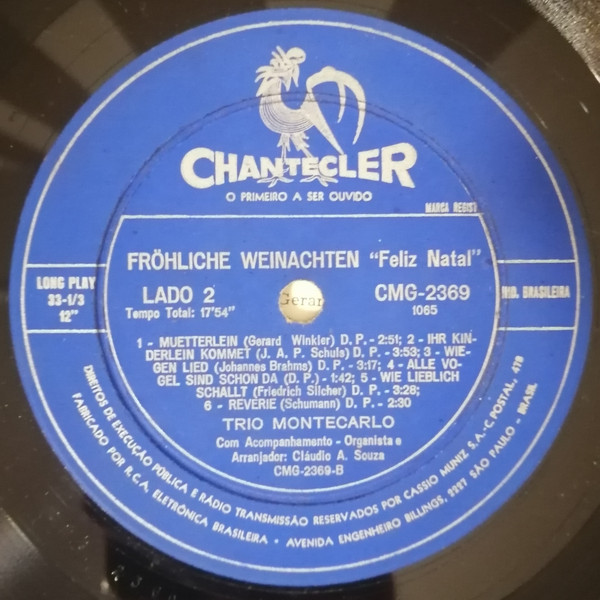 CHANTECLER
O PRIMEIRO A SER OUVIDO
MARCA REGIST
FRÖHLICHE WEINACHTEN "Feliz Natal"
LONG PLAY
33-1/3
12"
LADO 2
Tempo Total: 17'54"
Gerar
CMG-2369
1065
IND. BRASILEIRA
1 - MUETTERLEIN (Gerard Winkler) D. P. - 2:51; 2 - IHR KIN-
DERLEIN KOMMET (J. A. P. Schuls) D. P. - 3:53; 3 - WIE-
GEN LIED (Johannes Brahms) D. P. - 3:17; 4 - ALLE VO-
GEL SIND SCHON DA (D. P.) - 1:42; 5 - WIE LIEBLICH
SCHALLT (Friedrich Silcher) D. P. - 3:28;
6 - REVERIE (Schumann) D. P. - 2:30
TRIO MONTECARLO
Com Acompanhamento - Organista e
Arranjador: Cláudio A. Souza
CMG-2369-B
DIREITOS DE EXECUÇÃO PÚBLICA E RÁDIO TRANSMISSÃO RESERVADOS POR CASSIO MUNIZ S.A.-C. POSTAL, 419
FABRICADO POR R.C.A. ELETRÔNICA BRASILEIRA • AVENIDA ENGENHEIRO BILLINGS, 2227 SÃO PAULO - BRASIL